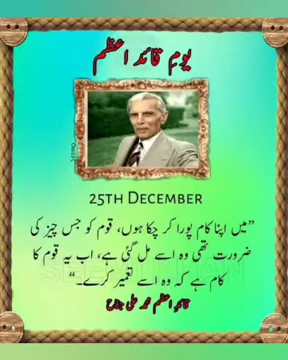 یومِ قائدِ اعظم
25TH DECEMBER
”میں اپنا کام پورا کر چکا ہوں، قوم کو جس چیز کی
ضرورت تھی وہ اسے مل گئی ہے، اب یہ قوم کا
کام ہے کہ وہ اسے تعمیر کرے۔“
قائدِ اعظم محمد علی جناح